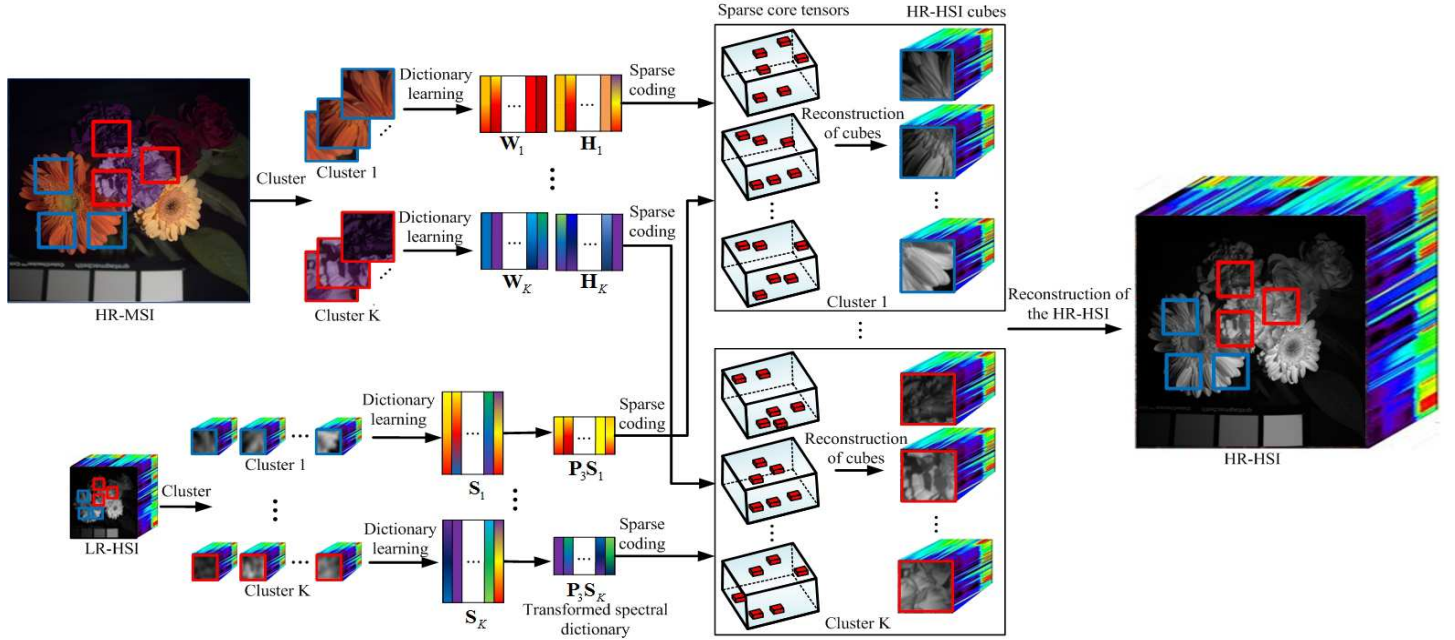 Sparse core tensors
HR-HSI cubes
Dictionary
learning
Sparse
coding
...
...
W1
H1
Cluster 1
Cluster
Reconstruction
of cubes
Dictionary
learning
Sparse
coding
...
...
WK
HK
Cluster K
HR-MSI
Cluster 1
Reconstruction of
the HR-HSI
Dictionary
learning
Sparse
coding
...
...
...
Cluster 1
S1
P3S1
Reconstruction
of cubes
Cluster
LR-HSI
Dictionary
learning
Sparse
coding
...
...
...
Cluster K
SK
P3SK
Transformed spectral
dictionary
Cluster K
HR-HSI